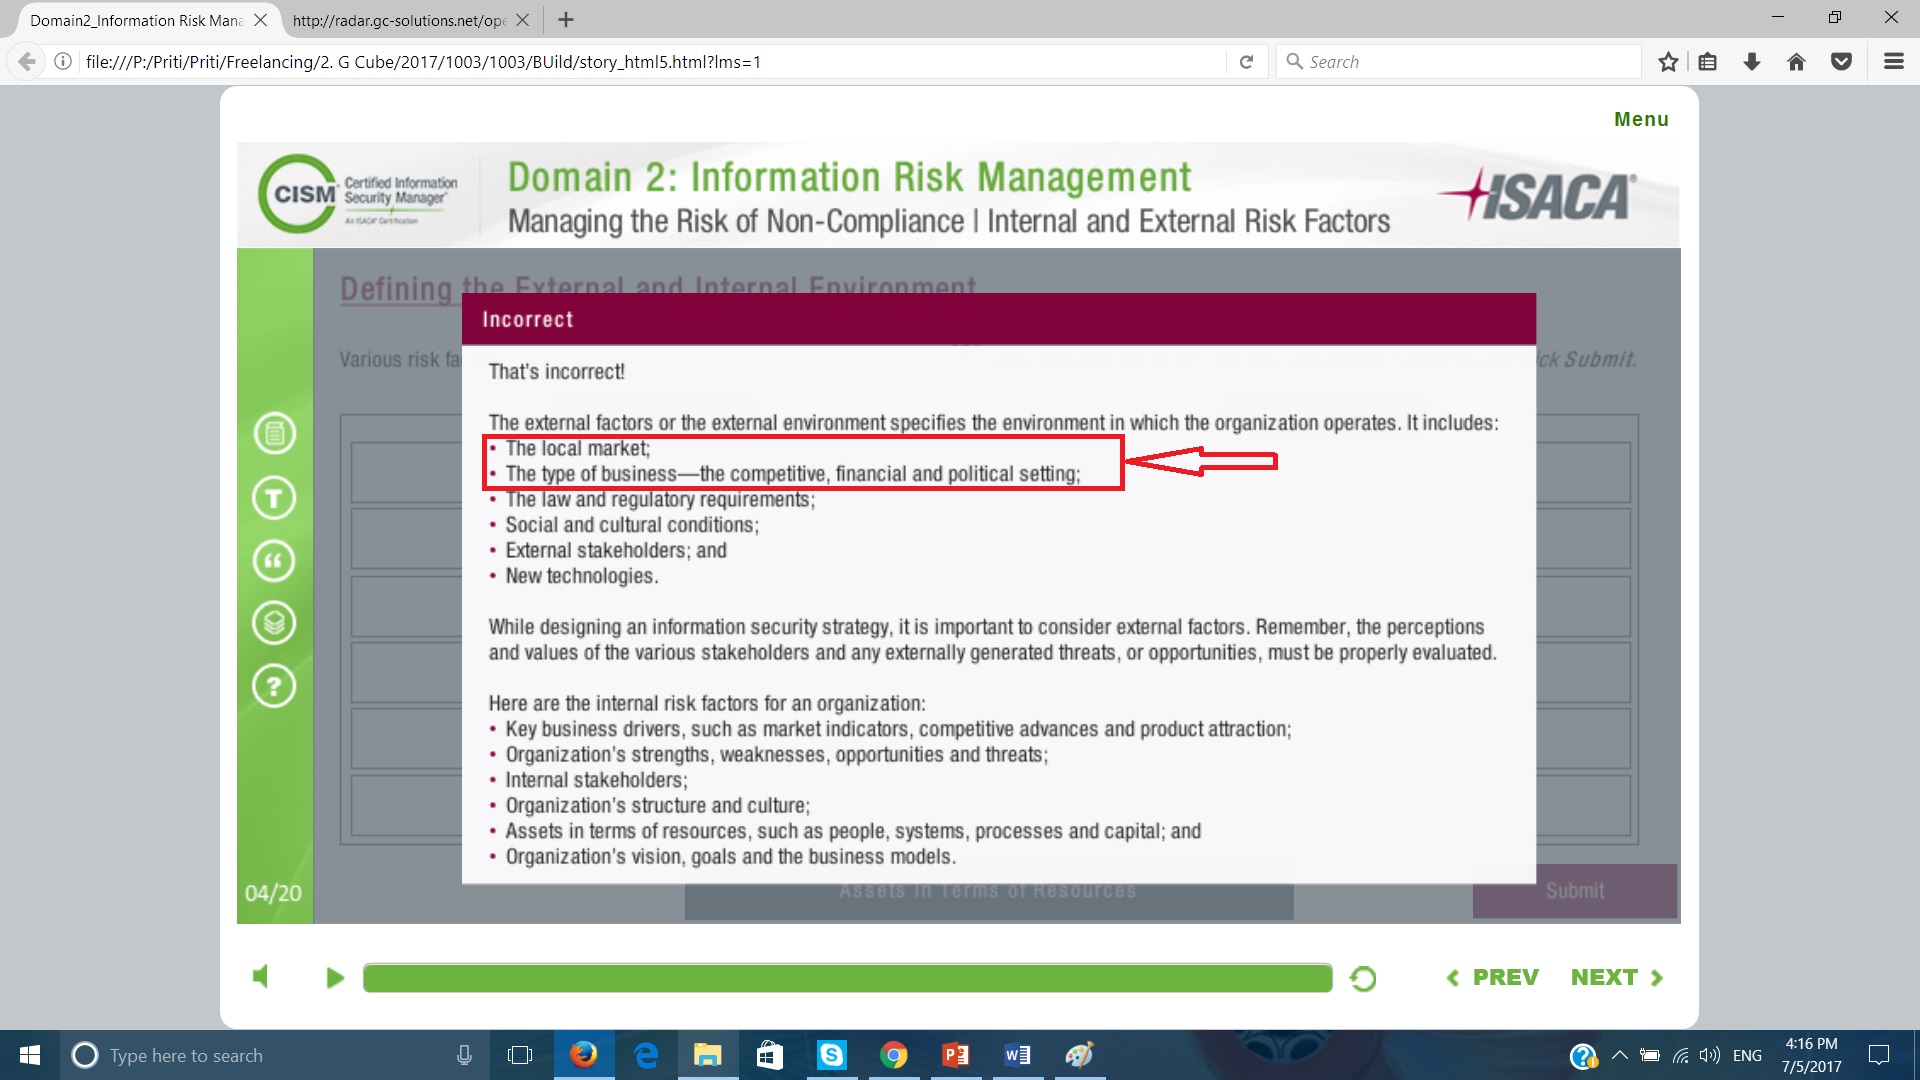 Domain2_Information Risk Mana
http://radar.gc-solutions.net/ope
file:///P:/Priti/Priti/Freelancing/2. G Cube/2017/1003/1003/BUild/story_html5.html?lms=1
Search
Menu
CISM Certified Information Security Manager
An ISACA Certification
Domain 2: Information Risk Management
Managing the Risk of Non-Compliance | Internal and External Risk Factors
ISACA
Defining the External and Internal Environment
Various risk fa
ck Submit.
Incorrect
That's incorrect!
The external factors or the external environment specifies the environment in which the organization operates. It includes:
• The local market;
• The type of business—the competitive, financial and political setting;
• The law and regulatory requirements;
• Social and cultural conditions;
• External stakeholders; and
• New technologies.
While designing an information security strategy, it is important to consider external factors. Remember, the perceptions
and values of the various stakeholders and any externally generated threats, or opportunities, must be properly evaluated.
Here are the internal risk factors for an organization:
• Key business drivers, such as market indicators, competitive advances and product attraction;
• Organization's strengths, weaknesses, opportunities and threats;
• Internal stakeholders;
• Organization's structure and culture;
• Assets in terms of resources, such as people, systems, processes and capital; and
• Organization's vision, goals and the business models.
04/20
Assets in Terms of Resources
Submit
PREV
NEXT
Type here to search
ENG
4:16 PM
7/5/2017